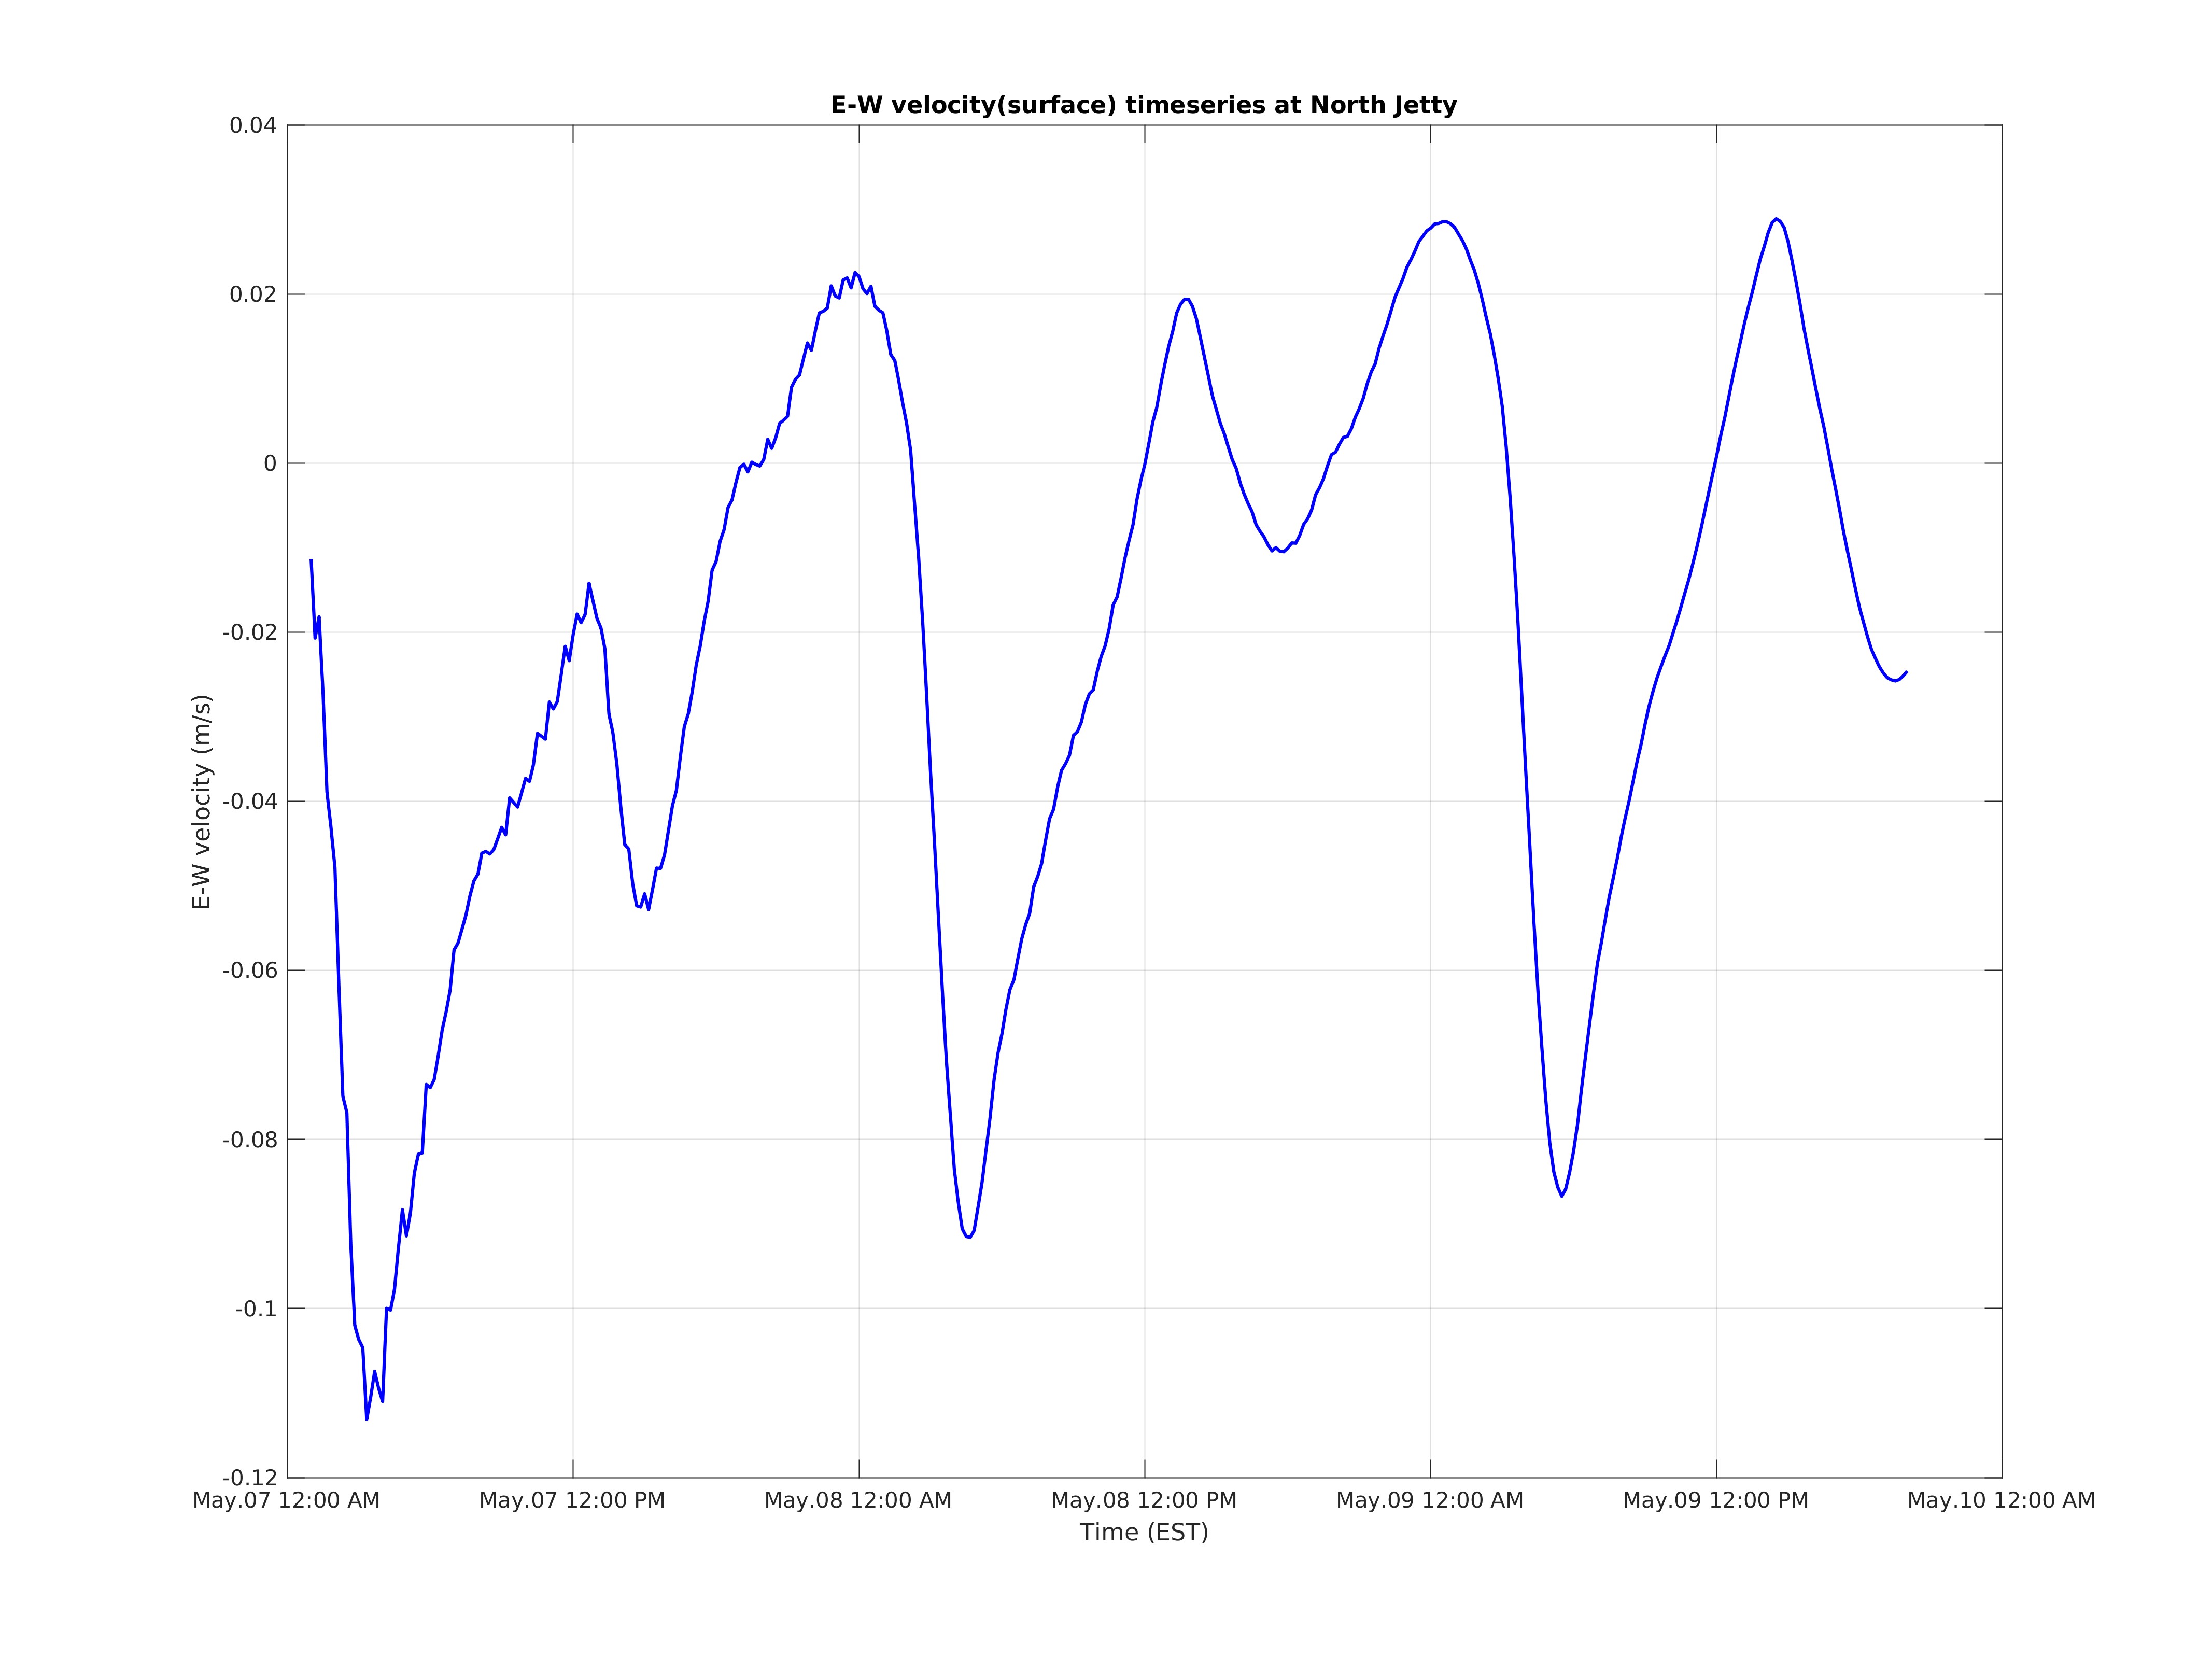 E-W velocity(surface) timeseries at North Jetty
0.04
0.02
0
-0.02
-0.04
-0.06
-0.08
-0.1
-0.12
E-W velocity (m/s)
May.07 12:00 AM
May.07 12:00 PM
May.08 12:00 AM
May.08 12:00 PM
May.09 12:00 AM
May.09 12:00 PM
May.10 12:00 AM
Time (EST)